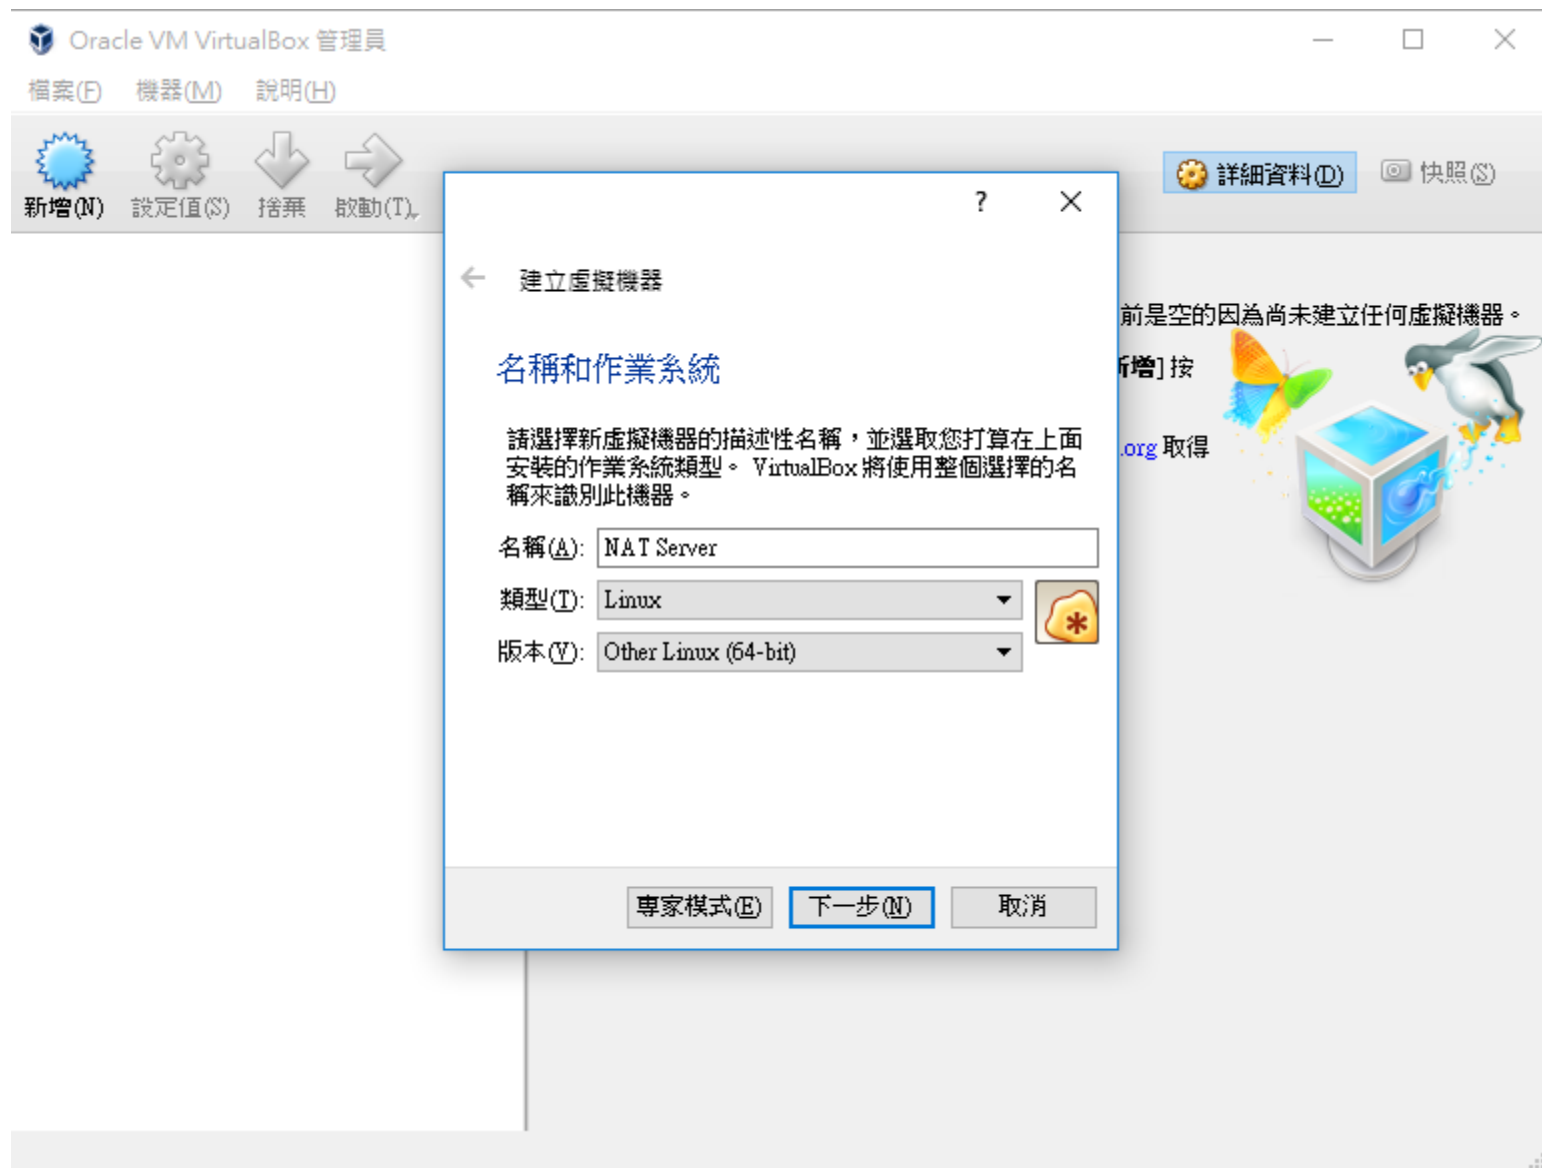 Oracle VM VirtualBox 管理員
檔案(F) 機器(M) 說明(H)
新增(N) 設定值(S) 捨棄 啟動(T)
詳細資料(D) 快照(S)
?
建立虛擬機器
名稱和作業系統
請選擇新虛擬機器的描述性名稱，並選取您打算在上面
安裝的作業系統類型。 VirtualBox 將使用整個選擇的名
稱來識別此機器。
名稱(A): NAT Server
類型(T): Linux
版本(V): Other Linux (64-bit)
專家模式(E) 下一步(N) 取消
前是空的因為尚未建立任何虛擬機器。
新增] 按
.org 取得